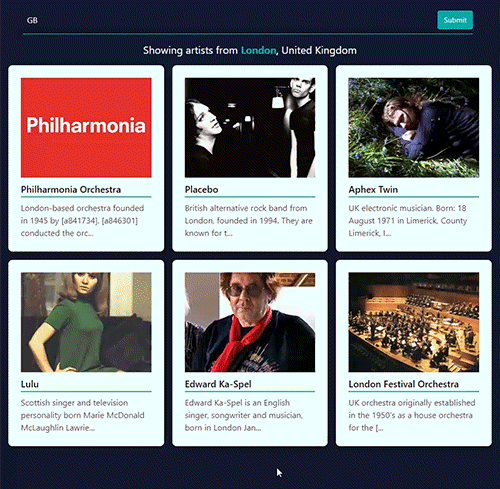 GB
Submit
Showing artists from London, United Kingdom
Philharmonia
Philharmonia Orchestra
London-based orchestra founded
in 1945 by [a841734]. [a846301]
conducted the orc...
Placebo
British alternative rock band from
London, founded in 1994. They are
known for t...
Aphex Twin
UK electronic musician. Born: 18
August 1971 in Limerick, County
Limerick, I...
Lulu
Scottish singer and television
personality born Marie McDonald
McLaughlin Lawrie...
Edward Ka-Spel
Edward Ka-Spel is an English
singer, songwriter and musician,
born in London Jan...
London Festival Orchestra
UK orchestra originally established
in the 1950's as a house orchestra
for the [...